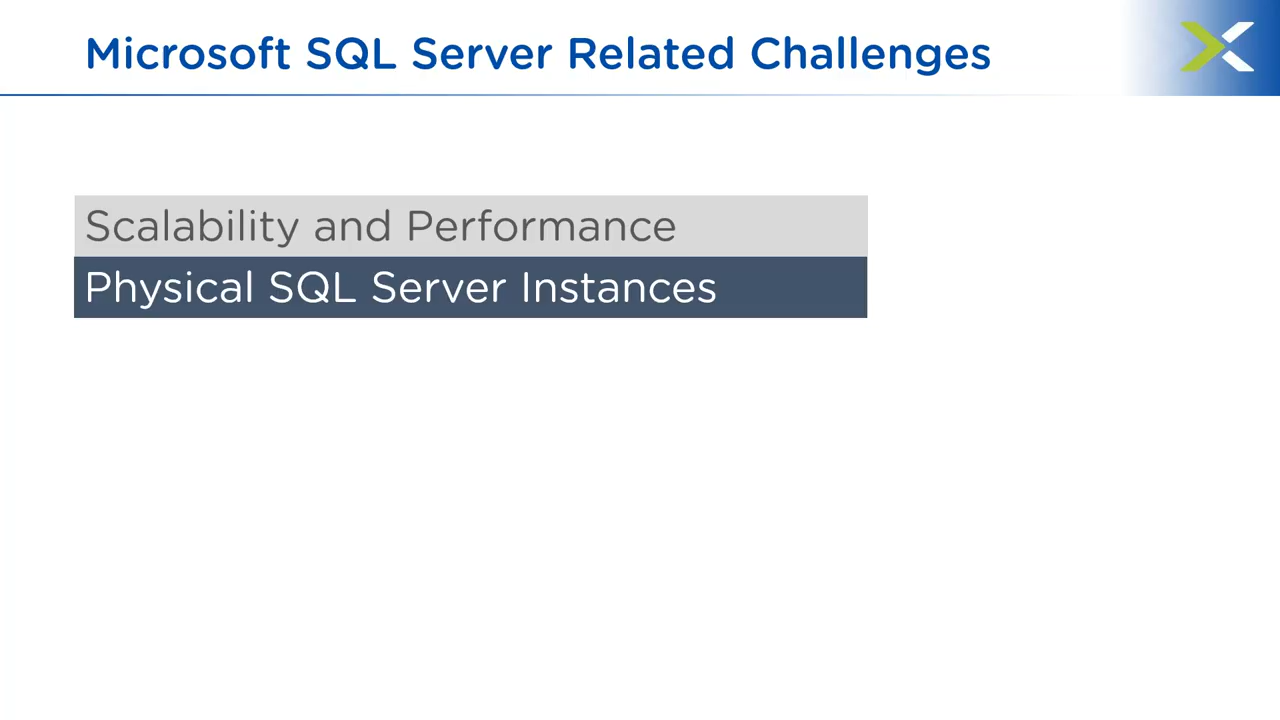 Microsoft SQL Server Related Challenges
Scalability and Performance
Physical SQL Server Instances